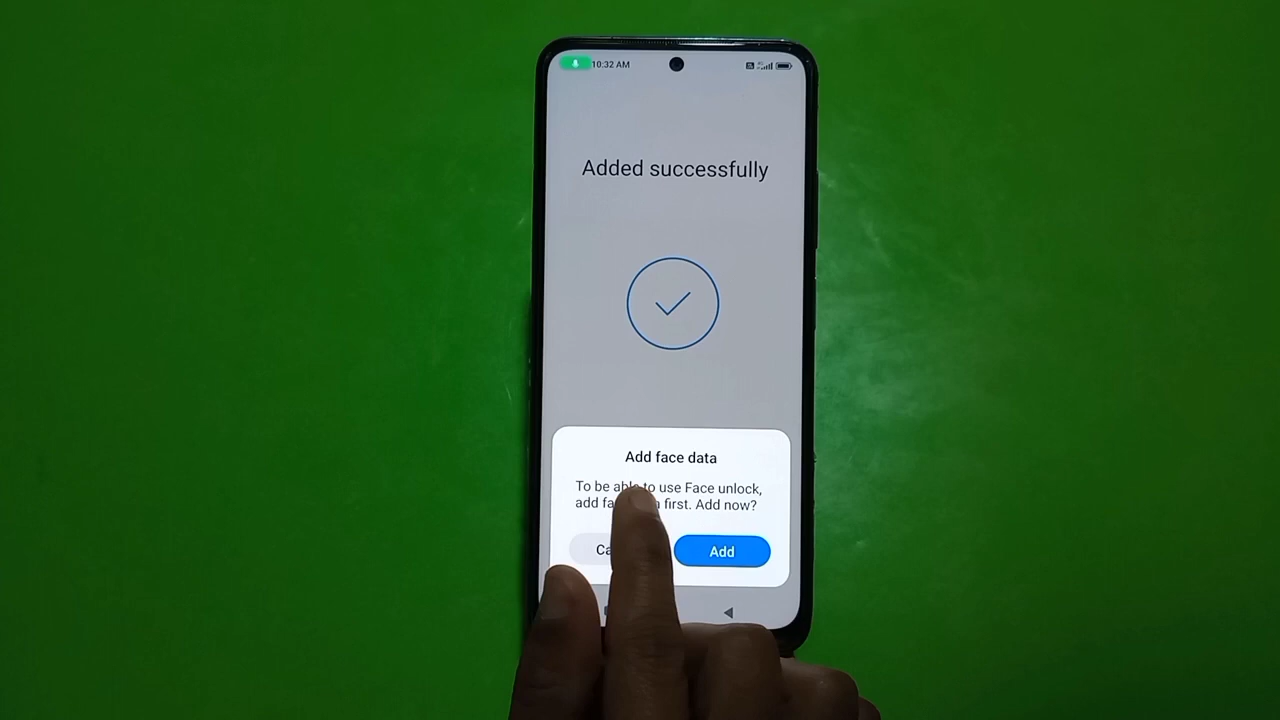 10:32 AM
Added successfully
Add face data
To be able to use Face unlock,
add first. Add now?
Add